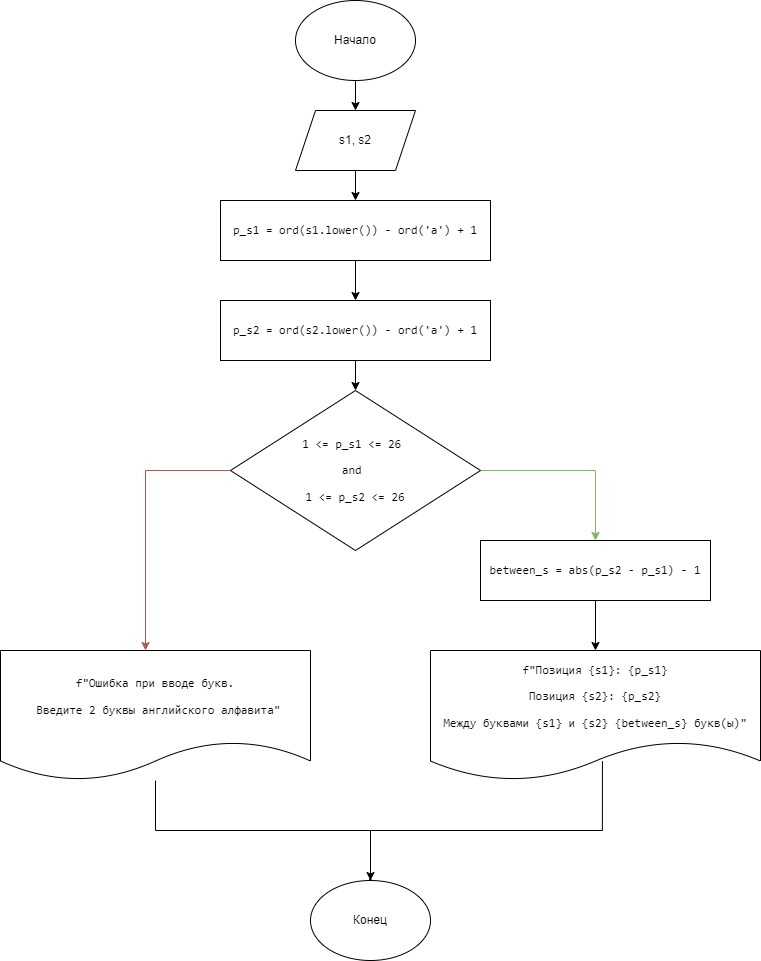 Начало
s1, s2
p_s1 = ord(s1.lower()) - ord('a') + 1
p_s2 = ord(s2.lower()) - ord('a') + 1
1 <= p_s1 <= 26
and
1 <= p_s2 <= 26
between_s = abs(p_s2 - p_s1) - 1
f"Ошибка при вводе букв.
Введите 2 буквы английского алфавита"
f"Позиция {s1}: {p_s1}
Позиция {s2}: {p_s2}
Между буквами {s1} и {s2} {between_s} букв(ы)"
Конец